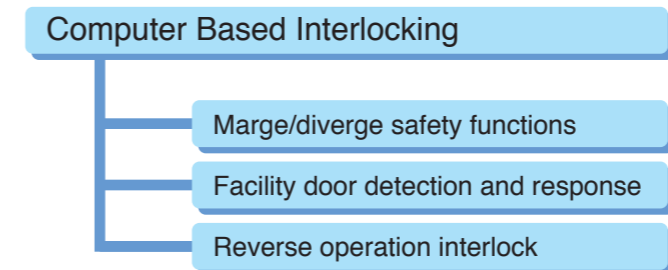 Computer Based Interlocking
Marge/diverge safety functions
Facility door detection and response
Reverse operation interlock